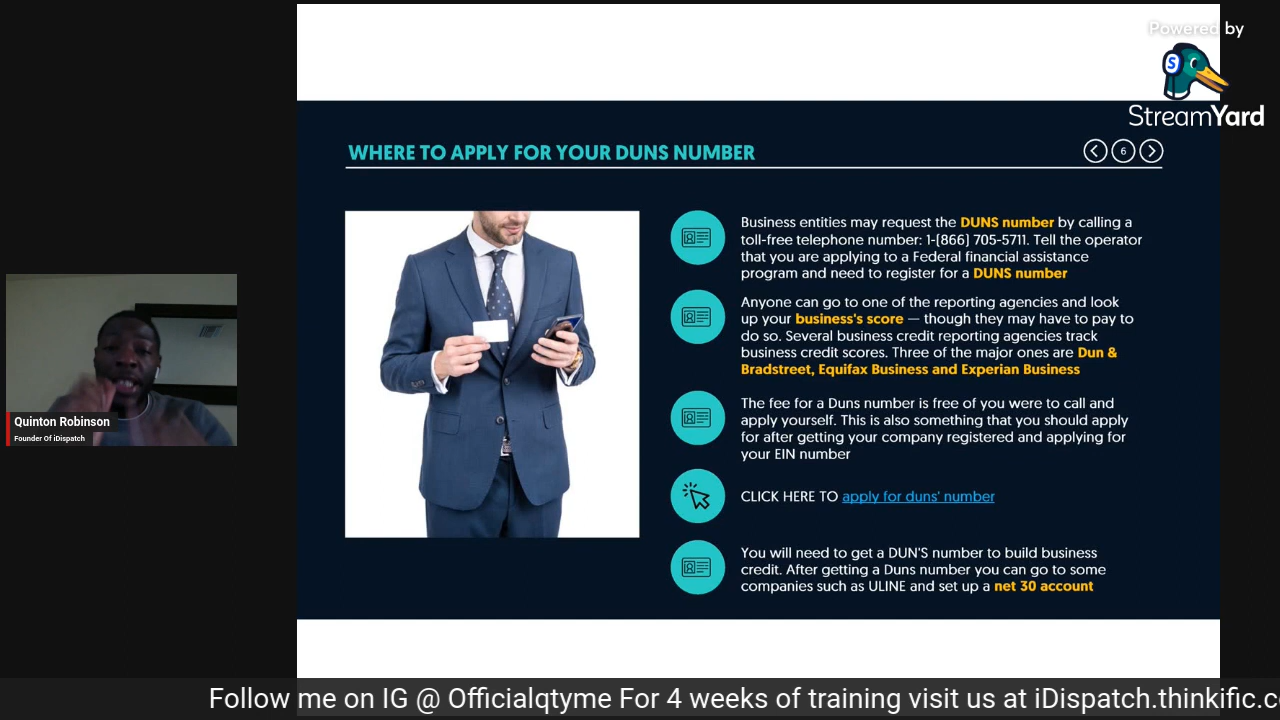 Powered by
StreamYard
WHERE TO APPLY FOR YOUR DUNS NUMBER
6
Business entities may request the DUNS number by calling a
toll-free telephone number: 1-(866) 705-5711. Tell the operator
that you are applying to a Federal financial assistance
program and need to register for a DUNS number
Anyone can go to one of the reporting agencies and look
up your business's score — though they may have to pay to
do so. Several business credit reporting agencies track
business credit scores. Three of the major ones are Dun &
Bradstreet, Equifax Business and Experian Business
The fee for a Duns number is free of you were to call and
apply yourself. This is also something that you should apply
for after getting your company registered and applying for
your EIN number
CLICK HERE TO apply for duns' number
You will need to get a DUN'S number to build business
credit. After getting a Duns number you can go to some
companies such as ULINE and set up a net 30 account
Quinton Robinson
Founder Of iDispatch
Follow me on IG @ Officialqtyme For 4 weeks of training visit us at iDispatch.thinkific.c